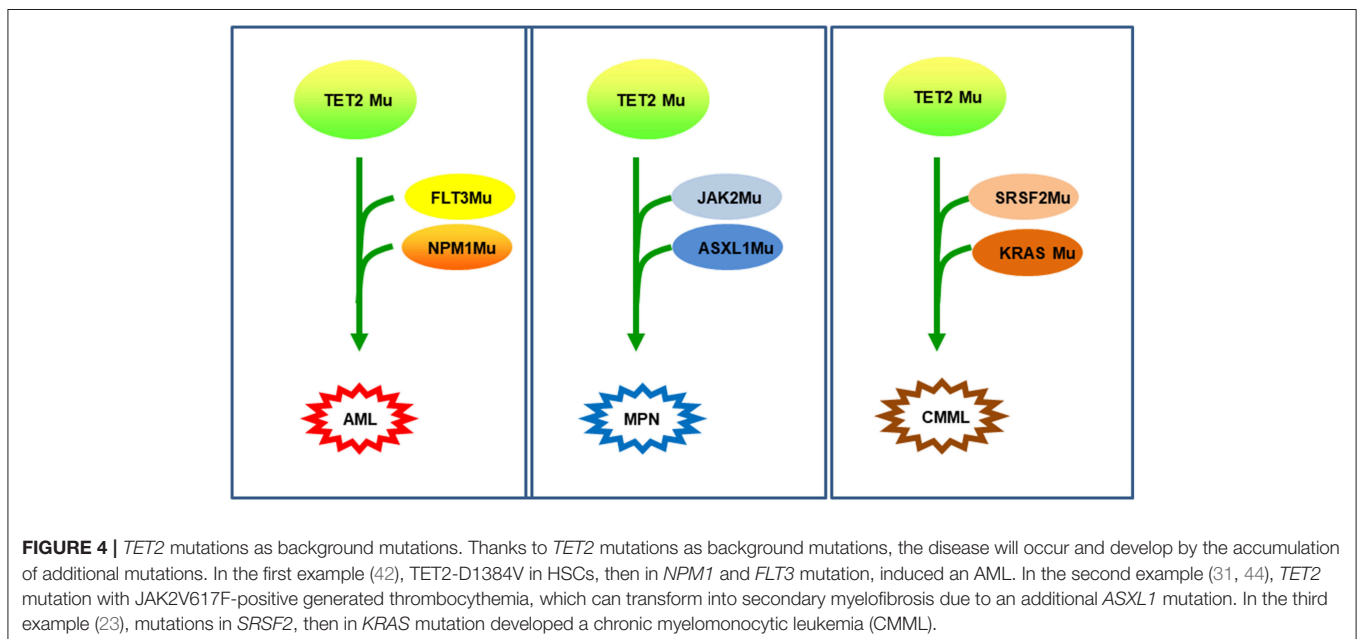 TET2 Mu
FLT3Mu
NPM1Mu
AML
TET2 Mu
JAK2Mu
ASXL1Mu
MPN
TET2 Mu
SRSF2Mu
KRAS Mu
CMML
FIGURE 4 | TET2 mutations as background mutations. Thanks to TET2 mutations as background mutations, the disease will occur and develop by the accumulation
of additional mutations. In the first example (42), TET2-D1384V in HSCs, then in NPM1 and FLT3 mutation, induced an AML. In the second example (31, 44), TET2
mutation with JAK2V617F-positive generated thrombocythemia, which can transform into secondary myelofibrosis due to an additional ASXL1 mutation. In the third
example (23), mutations in SRSF2, then in KRAS mutation developed a chronic myelomonocytic leukemia (CMML).